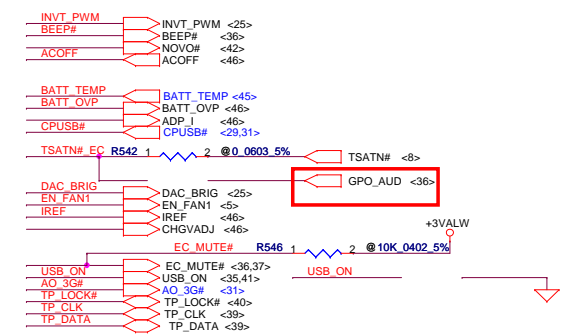 INVT_PWM INVT_PWM <25>
BEEP# BEEP# <36>
NOVO# <42>
ACOFF ACOFF <46>
BATT_TEMP BATT_TEMP <45>
BATT_OVP BATT_OVP <46>
ADP_I <46>
CPUSB# CPUSB# <29,31>
TSATN#_EC R542 1 2 @0_0603_5% TSATN# <8>
GPO_AUD <36>
DAC_BRIG DAC_BRIG <25>
EN_FAN1 EN_FAN1 <5>
IREF IREF <46>
CHGVADJ <46>
+3VALW
EC_MUTE# R546 1 2 @10K_0402_5%
EC_MUTE# <36,37>
USB_ON USB_ON <35,41> USB_ON
AO_3G# AO_3G# <31>
TP_LOCK# TP_LOCK# <40>
TP_CLK TP_CLK <39>
TP_DATA TP_DATA <39>